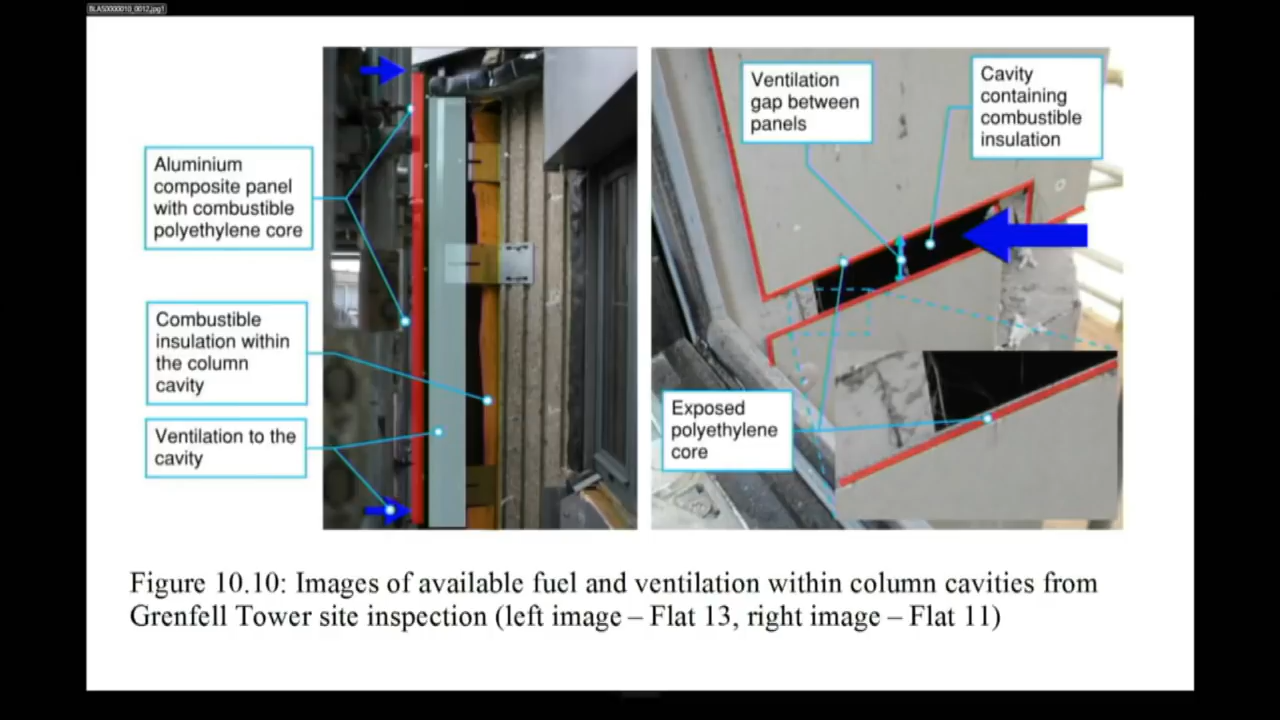 BLAS0000010_0012.jpg1
Ventilation
gap between
panels
Cavity
containing
combustible
insulation
Aluminium
composite panel
with combustible
polyethylene core
Combustible
insulation within
the column
cavity
Exposed
polyethylene
core
Ventilation to the
cavity
Figure 10.10: Images of available fuel and ventilation within column cavities from
Grenfell Tower site inspection (left image – Flat 13, right image – Flat 11)